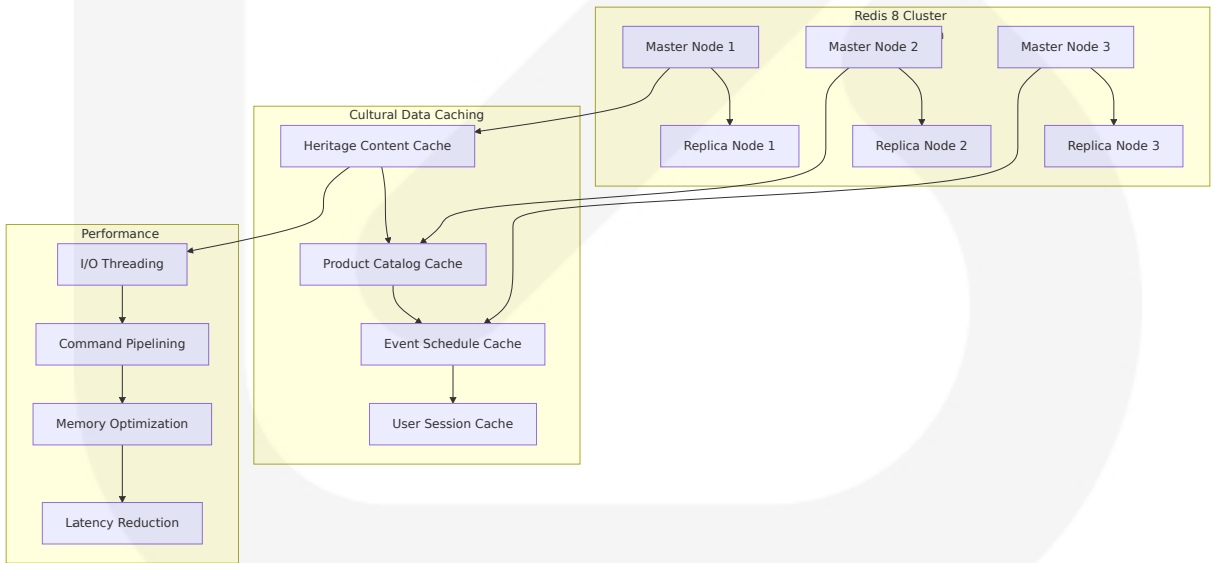 Redis 8 Cluster
Master Node 1
Master Node 2
Master Node 3
Cultural Data Caching
Heritage Content Cache
Replica Node 1
Replica Node 2
Replica Node 3
Performance
I/O Threading
Product Catalog Cache
Command Pipelining
Event Schedule Cache
Memory Optimization
User Session Cache
Latency Reduction